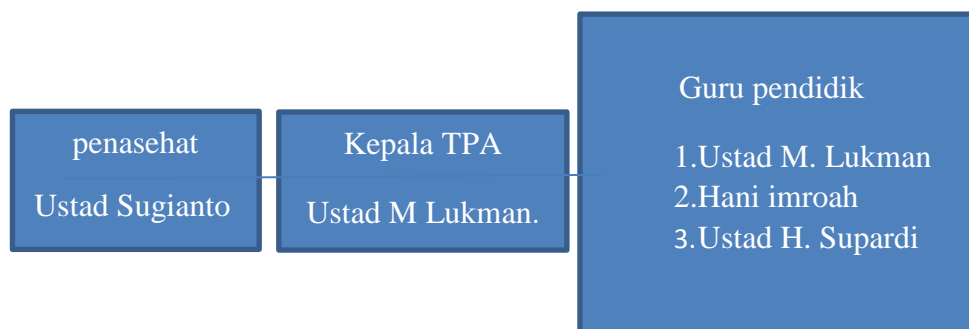 penasehat
Ustad Sugianto
Kepala TPA
Ustad M Lukman.
Guru pendidik
1.Ustad M. Lukman
2.Hani imroah
3.Ustad H. Supardi